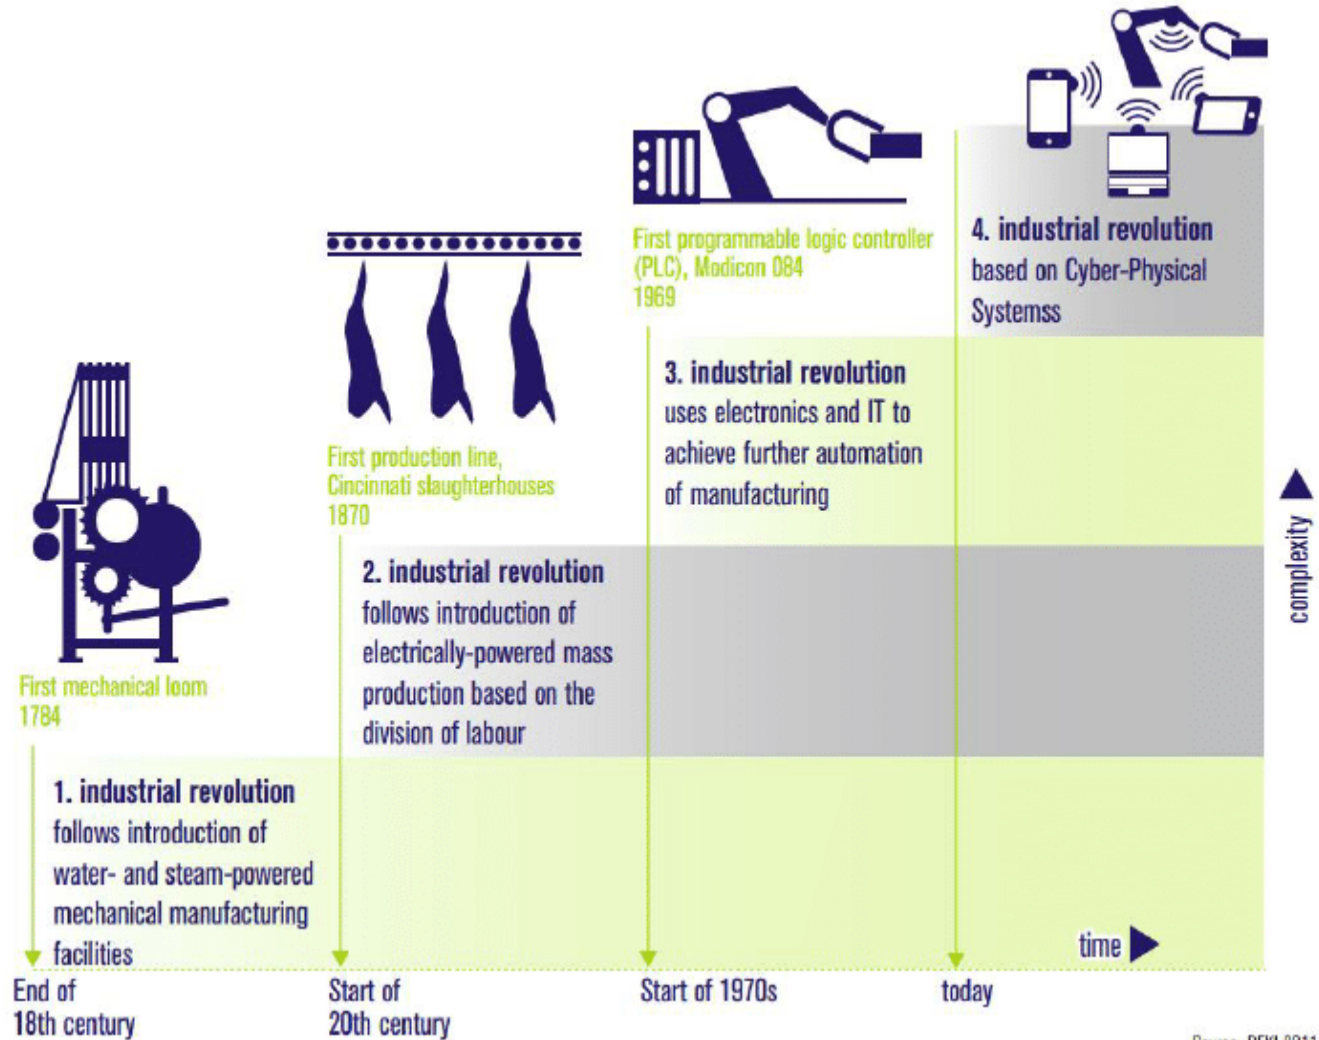 4. industrial revolution
based on Cyber-Physical
Systemss
First programmable logic controller
(PLC), Modicon 084
1969
3. industrial revolution
uses electronics and IT to
achieve further automation
of manufacturing
First production line,
Cincinnati slaughterhouses
1870
2. industrial revolution
follows introduction of
electrically-powered mass
production based on the
division of labour
First mechanical loom
1784
1. industrial revolution
follows introduction of
water- and steam-powered
mechanical manufacturing
facilities
complexity
time
End of
18th century
Start of
20th century
Start of 1970s
today